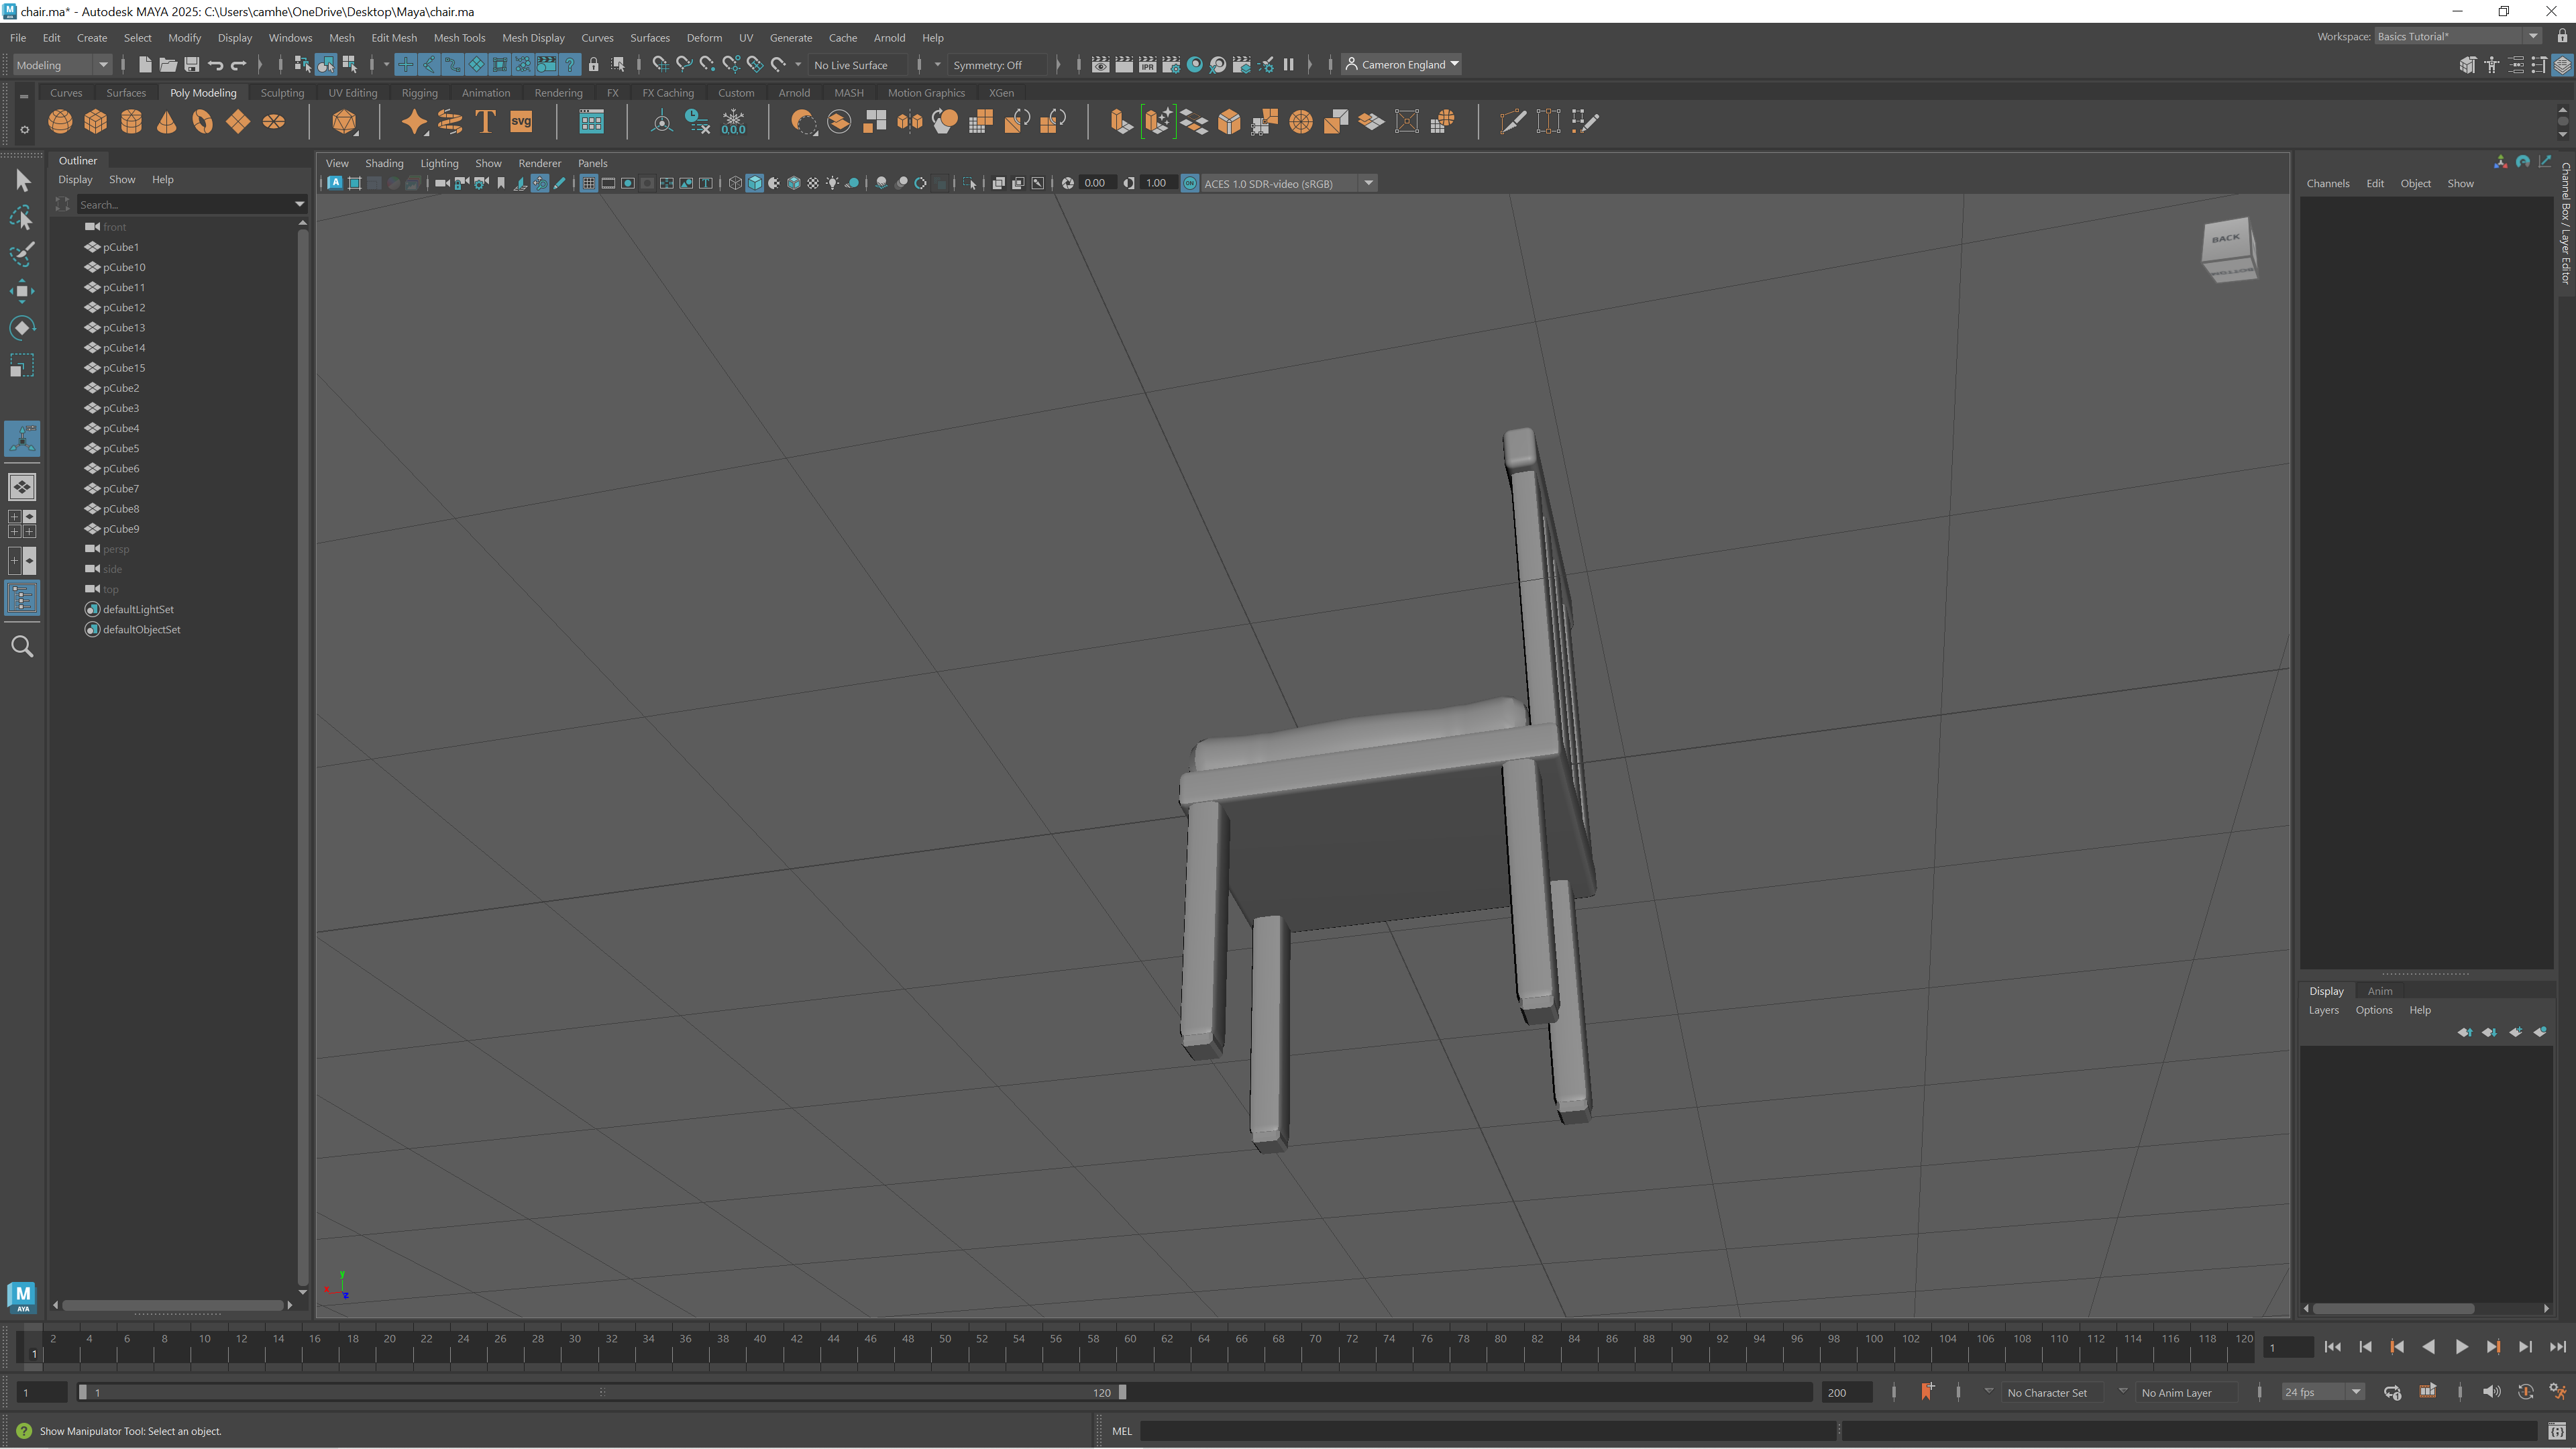 chair.ma* - Autodesk MAYA 2025: C:\Users\camhe\OneDrive\Desktop\Maya\chair.ma
File Edit Create Select Modify Display Windows Mesh Edit Mesh Mesh Tools Mesh Display Curves Surfaces Deform UV Generate Cache Arnold Help
Workspace: Basics Tutorial*
Modeling
No Live Surface
Symmetry: Off
IPR
Cameron England
Curves Surfaces Poly Modeling Sculpting UV Editing Rigging Animation Rendering FX FX Caching Custom Arnold MASH Motion Graphics XGen
T
SVG
0,0,0
Outliner
Display Show Help
Search...
front
pCube1
pCube10
pCube11
pCube12
pCube13
pCube14
pCube15
pCube2
pCube3
pCube4
pCube5
pCube6
pCube7
pCube8
pCube9
persp
side
top
defaultLightSet
defaultObjectSet
View Shading Lighting Show Renderer Panels
0.00
1.00
ON
ACES 1.0 SDR-video (sRGB)
BACK
BOTTOM
y
x
z
Channels Edit Object Show
Channel Box / Layer Editor
Display Anim
Layers Options Help
M
AYA
2 4 6 8 10 12 14 16 18 20 22 24 26 28 30 32 34 36 38 40 42 44 46 48 50 52 54 56 58 60 62 64 66 68 70 72 74 76 78 80 82 84 86 88 90 92 94 96 98 100 102 104 106 108 110 112 114 116 118 120
1
1
1
1
120
200
No Character Set
No Anim Layer
24 fps
Show Manipulator Tool: Select an object.
MEL